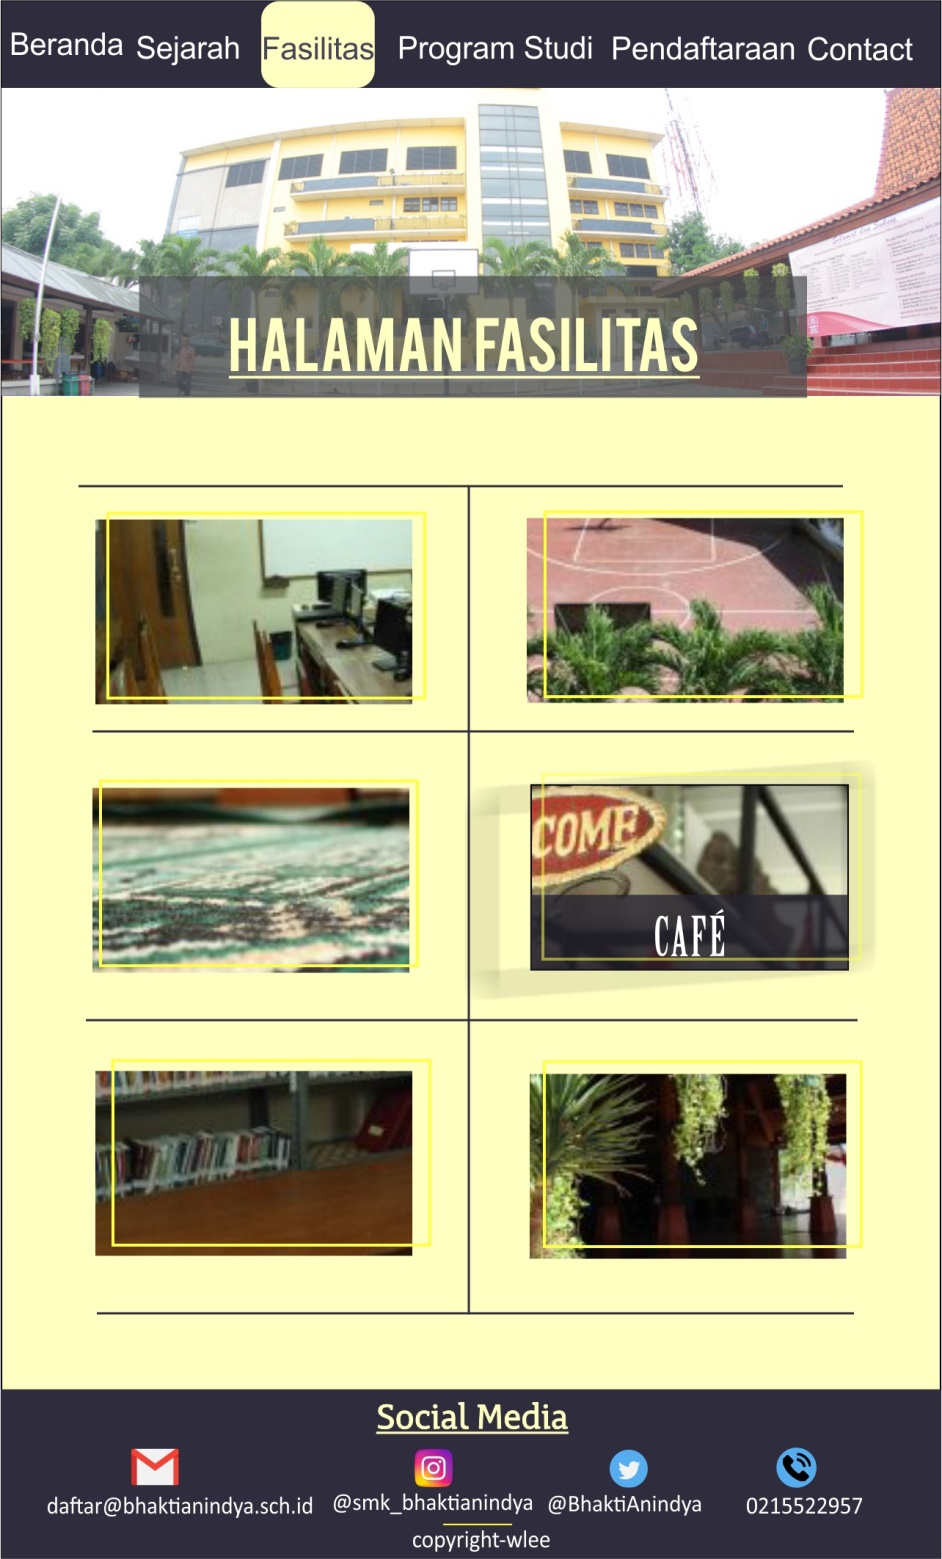 Beranda Sejarah Fasilitas Program Studi Pendaftaraan Contact
HALAMAN FASILITAS
COME
CAFÉ
Social Media
daftar@bhaktianindya.sch.id @smk_bhaktianindya @BhaktiAnindya 0215522957
copyright-wlee